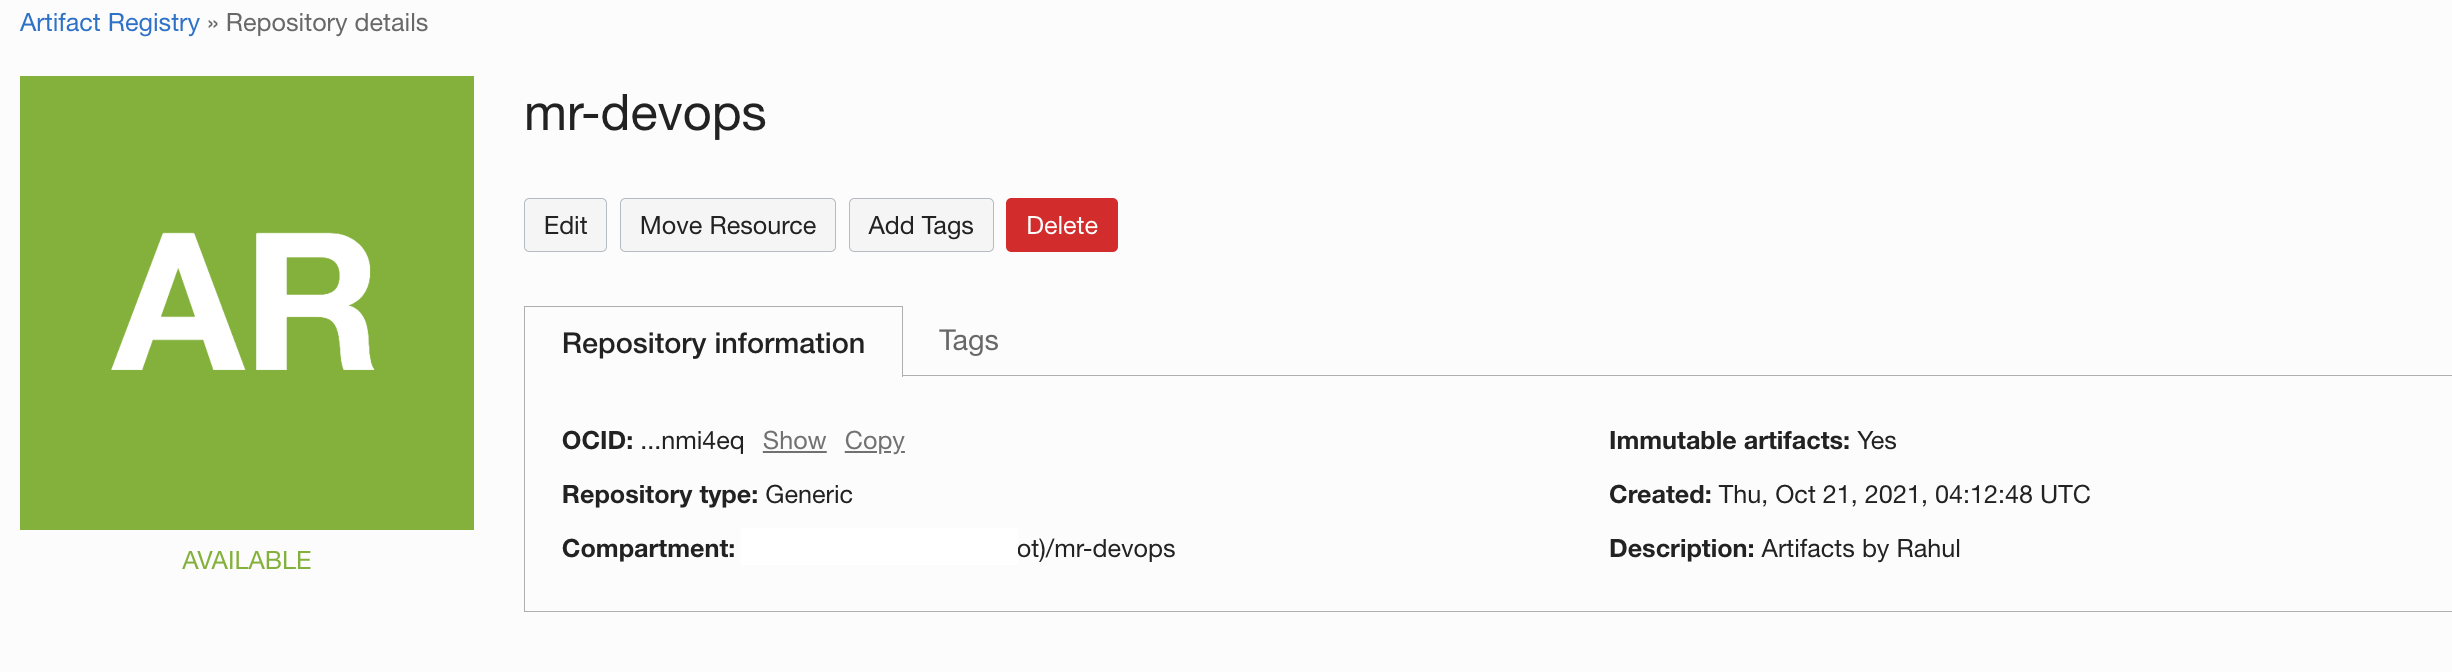 Artifact Registry » Repository details
mr-devops
Edit Move Resource Add Tags Delete
AR
AVAILABLE
Repository information Tags
OCID: ...nmi4eq Show Copy
Repository type: Generic
Compartment: ot)/mr-devops
Immutable artifacts: Yes
Created: Thu, Oct 21, 2021, 04:12:48 UTC
Description: Artifacts by Rahul